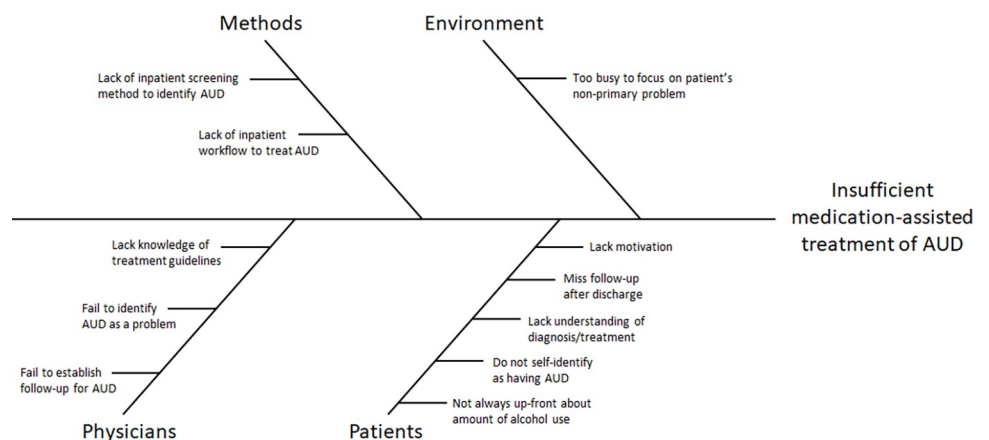 Methods
Environment
Lack of inpatient screening
method to identify AUD
Too busy to focus on patient's
non-primary problem
Lack of inpatient
workflow to treat AUD
Insufficient
medication-assisted
treatment of AUD
Lack knowledge of
treatment guidelines
Fail to identify
AUD as a problem
Fail to establish
follow-up for AUD
Physicians
Lack motivation
Miss follow-up
after discharge
Lack understanding of
diagnosis/treatment
Do not self-identify
as having AUD
Not always up-front about
amount of alcohol use
Patients